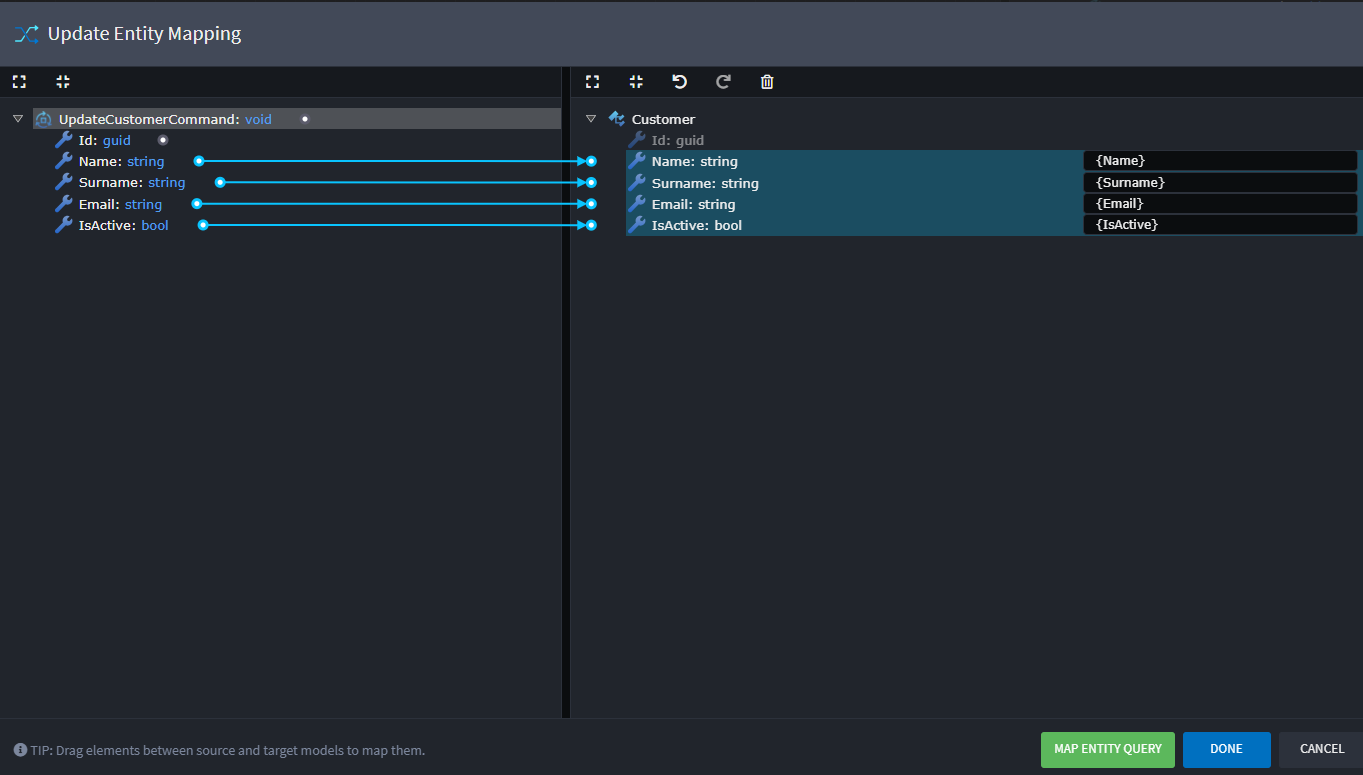 Update Entity Mapping
UpdateCustomerCommand: void
Id: guid
Name: string
Surname: string
Email: string
IsActive: bool
Customer
Id: guid
Name: string {Name}
Surname: string {Surname}
Email: string {Email}
IsActive: bool {IsActive}
TIP: Drag elements between source and target models to map them.
MAP ENTITY QUERY
DONE
CANCEL